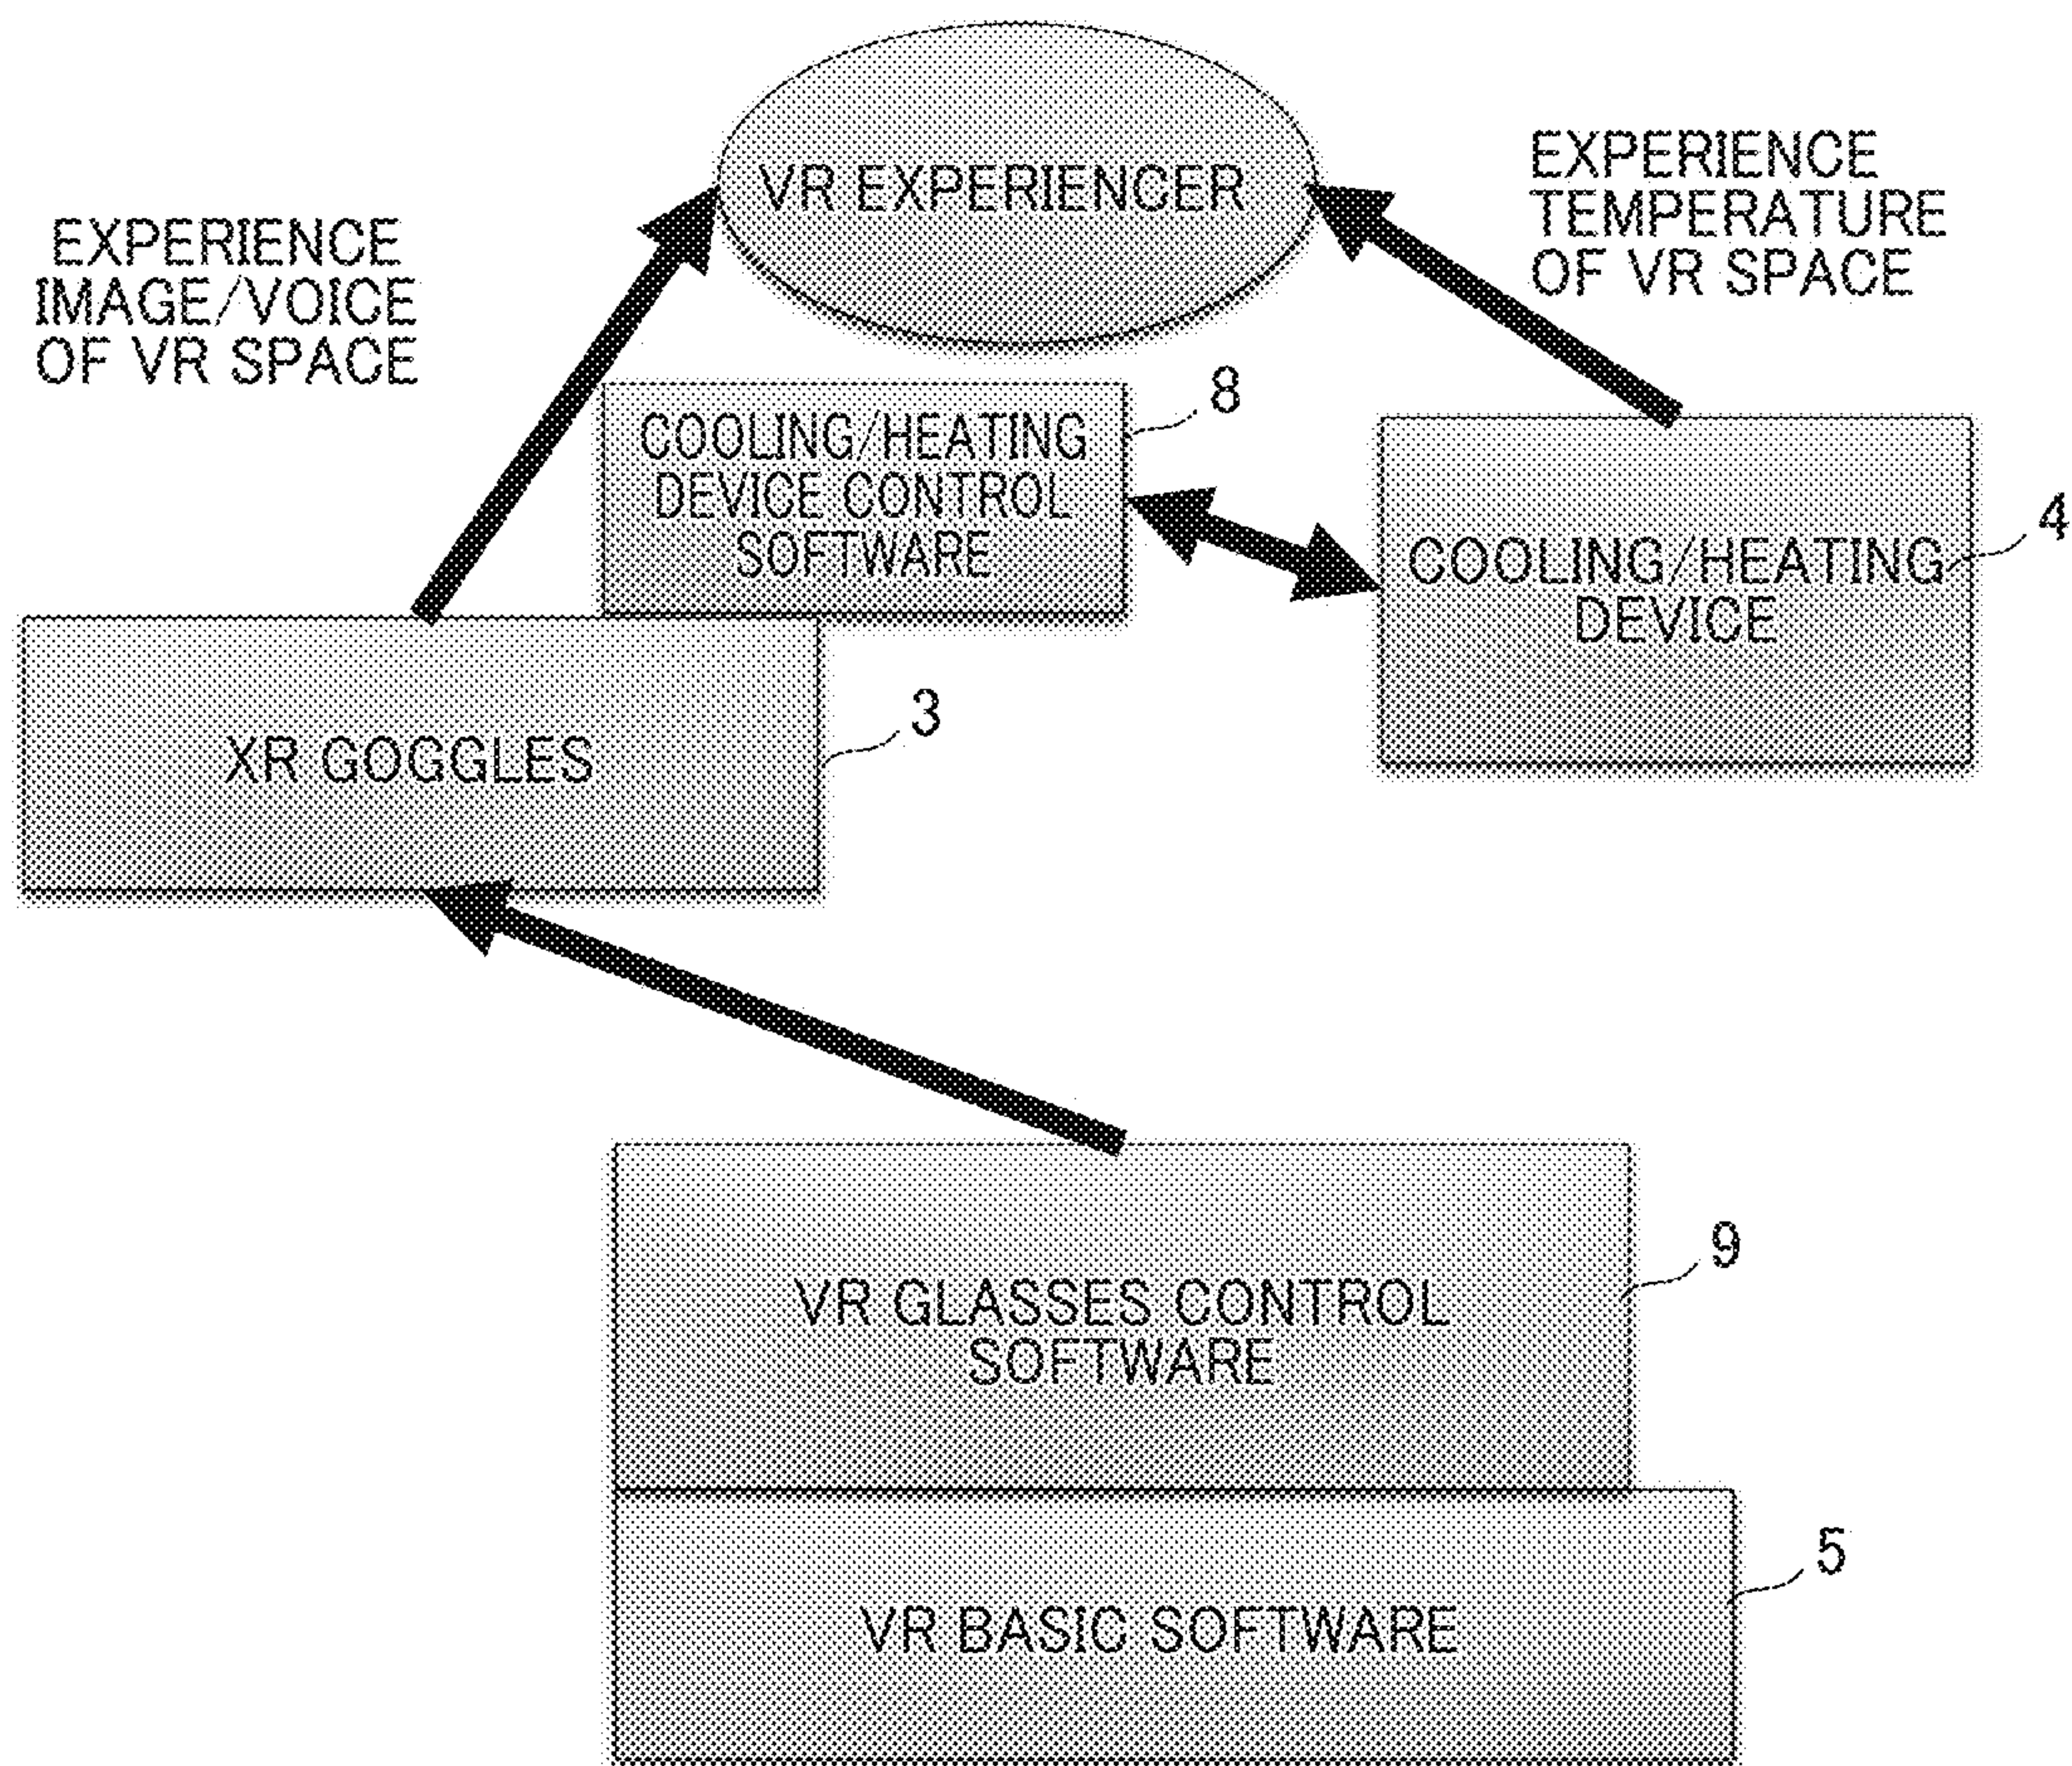 VR EXPERIENCER
EXPERIENCE
TEMPERATURE
OF VR SPACE
EXPERIENCE
IMAGE/VOICE
OF VR SPACE
8
COOLING/HEATING
DEVICE CONTROL
SOFTWARE
4
COOLING/HEATING
DEVICE
3
XR GOGGLES
9
VR GLASSES CONTROL
SOFTWARE
5
VR BASIC SOFTWARE